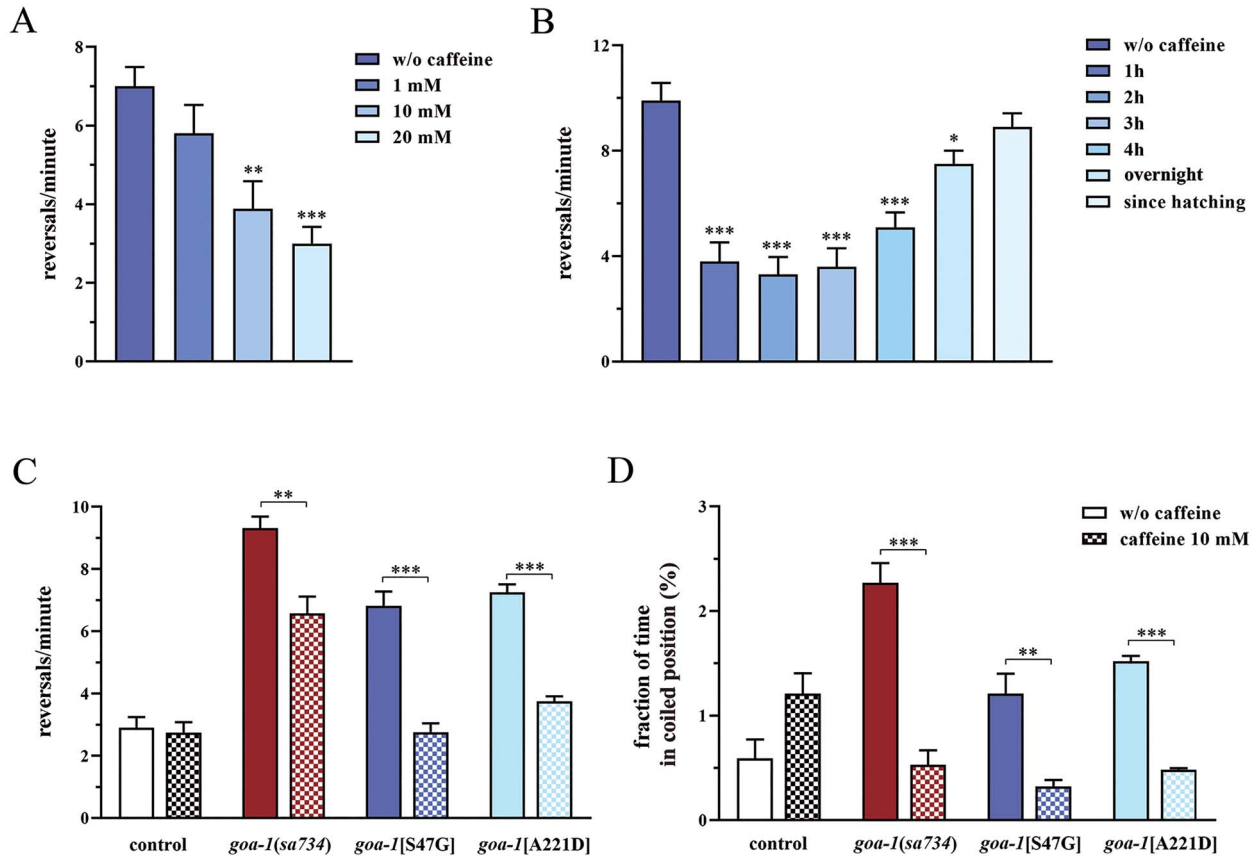 A
reversals/minute
8
6
4
2
0
**
***
w/o caffeine
1 mM
10 mM
20 mM
B
reversals/minute
12
8
4
0
***
***
***
***
*
w/o caffeine
1h
2h
3h
4h
overnight
since hatching
C
reversals/minute
10
8
6
4
2
0
**
***
***
control
goa-1(sa734)
goa-1[S47G]
goa-1[A221D]
D
fraction of time
in coiled position (%)
3
2
1
0
***
**
***
w/o caffeine
caffeine 10 mM
control
goa-1(sa734)
goa-1[S47G]
goa-1[A221D]